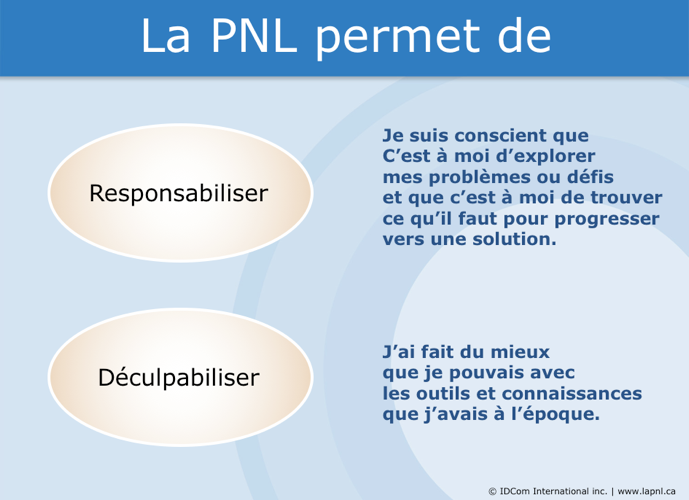 La PNL permet de
Responsabiliser
Je suis conscient que
C’est à moi d’explorer
mes problèmes ou défis
et que c’est à moi de trouver
ce qu’il faut pour progresser
vers une solution.
Déculpabiliser
J’ai fait du mieux
que je pouvais avec
les outils et connaissances
que j’avais à l’époque.
© IDCom International inc. | www.lapnl.ca